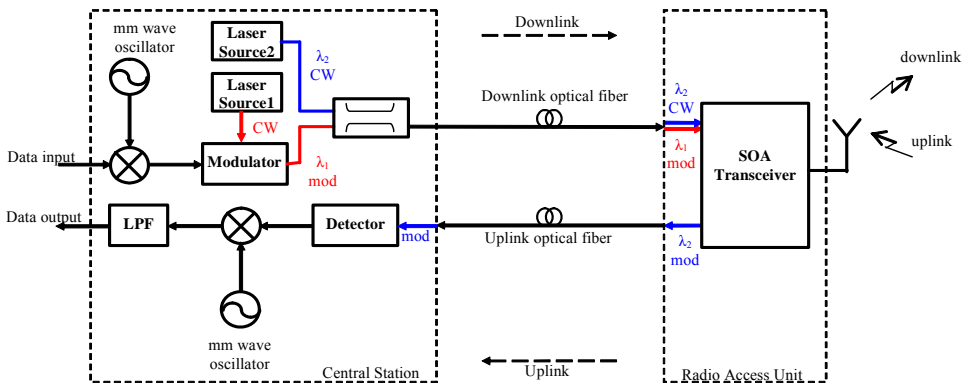 mm wave
oscillator
Laser
Source2
λ2
CW
Laser
Source1
CW
Data input
Modulator
λ1
mod
Downlink
Downlink optical fiber
λ2
CW
λ1
mod
SOA
Transceiver
downlink
uplink
Data output
LPF
Detector
mod
Uplink optical fiber
λ2
mod
mm wave
oscillator
Central Station
Uplink
Radio Access Unit